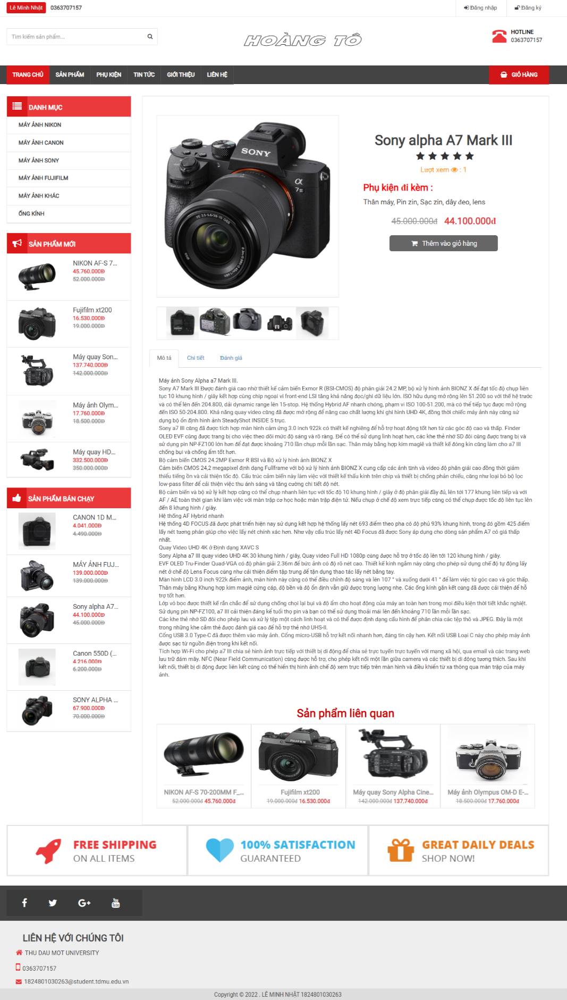 Lê Minh Nhật 0363707157
Đăng nhập
Đăng ký
Tìm kiếm sản phẩm...
HOÀNG TÔ
HOTLINE
0363707157
TRANG CHỦ
SẢN PHẨM
PHỤ KIỆN
TIN TỨC
GIỚI THIỆU
LIÊN HỆ
GIỎ HÀNG
DANH MỤC
MÁY ẢNH NIKON
MÁY ẢNH CANON
MÁY ẢNH SONY
MÁY ẢNH FUJIFILM
MÁY ẢNH KHÁC
ỐNG KÍNH
SẢN PHẨM MỚI
NIKON AF-S 7...
45.760.000Đ
52.000.000Đ
Fujifilm xt200
16.530.000Đ
19.000.000Đ
Máy quay Son...
137.740.000Đ
142.000.000Đ
Máy ảnh Olym...
17.760.000Đ
18.500.000Đ
Máy quay HD...
332.500.000Đ
350.000.000Đ
SẢN PHẨM BÁN CHẠY
CANON 1D M...
4.041.000Đ
4.490.000Đ
MÁY ẢNH FUJ...
139.000.000Đ
139.000.000Đ
Sony alpha A7...
44.100.000Đ
45.000.000Đ
Canon 550D (...
4.216.000Đ
6.200.000Đ
SONY ALPHA ...
67.900.000Đ
70.000.000Đ
SONY
α
7III
FE 3.5-5.6/28-70 OSS
0.3m/0.99ft-0.45m/1.48ft
Sony alpha A7 Mark III
Lượt xem : 1
Phụ kiện đi kèm :
Thân máy, Pin zin, Sạc zin, dây đeo, lens
45.000.000đ 44.100.000đ
Thêm vào giỏ hàng
Mô tả
Chi tiết
Đánh giá
Máy ảnh Sony Alpha a7 Mark III.
Sony A7 Mark III Được đánh giá cao nhờ thiết kế cảm biến Exmor R (BSI-CMOS) độ phân giải 24.2 MP, bộ xử lý hình ảnh BIONZ X để đạt tốc độ chụp liên
tục 10 khung hình / giây kết hợp cùng chip ngoại vi front-end LSI tăng khả năng đọc/ghi dữ liệu lớn. ISO hữu dụng mở rộng lên 51.200 so với thế hệ trước
và có thể lên đến 204.800, dải dynamic range lên 15-stop. Hệ thống Hybrid AF nhanh chóng, phạm vi ISO 100-51.200, mà có thể tiếp tục được mở rộng
đến ISO 50-204.800. Khả năng quay video cũng đã được mở rộng để nâng cao chất lượng khi ghi hình UHD 4K, đồng thời chiếc máy ảnh này cũng sử
dụng bộ ổn định hình ảnh SteadyShot INSIDE 5 trục.
Sony a7 III cũng đã được tích hợp màn hình cảm ứng 3.0 inch 922k có thiết kế nghiêng để hỗ trợ hoạt động tốt hơn từ các góc độ cao và thấp. Finder
OLED EVF cũng được trang bị cho việc theo dõi mức độ sáng và rõ ràng. Để có thể sử dụng linh hoạt hơn, các khe thẻ nhớ SD đôi cũng được trang bị và
sử dụng pin NP-FZ100 lớn hơn để đạt được khoảng 710 lần chụp mỗi lần sạc. Thân máy bằng hợp kim magiê và thiết kế đóng kín cũng làm cho a7 III
chống bụi và chống ẩm tốt hơn.
Bộ cảm biến CMOS 24.2MP Exmor R BSI và Bộ xử lý hình ảnh BIONZ X
Cảm biến CMOS 24,2 megapixel định dạng Fullframe với bộ xử lý hình ảnh BIONZ X cung cấp các ảnh tĩnh và video độ phân giải cao đồng thời giảm
thiểu tiếng ồn và cải thiện tốc độ. Cấu trúc cảm biến này làm việc với thiết kế thấu kính trên chip và thiết bị chống phản chiếu, cũng như loại bỏ bộ lọc
low-pass filter để cải thiện việc thu ánh sáng và tăng cường chi tiết độ nét.
Bộ cảm biến và bộ xử lý kết hợp cũng có thể chụp nhanh liên tục với tốc độ 10 khung hình / giây ở độ phân giải đầy đủ, lên tới 177 khung liên tiếp và với
AF / AE toàn thời gian khi làm việc với màn trập cơ học hoặc màn trập điện tử. Nếu chụp ở chế độ xem trực tiếp cũng có thể chụp được tốc độ liên tục lên
đến 8 khung hình / giây.
Hệ thống AF Hybrid nhanh
Hệ thống 4D FOCUS đã được phát triển hiện nay sử dụng kết hợp hệ thống lấy nét 693 điểm theo pha có độ phủ 93% khung hình, trong đó gồm 425 điểm
lấy nét tương phản giúp cho việc lấy nét chính xác hơn. Như vậy cấu trúc lấy nét 4D Focus đã được Sony áp dụng cho dòng sản phẩm A7 có giá thấp
nhất.
Quay Video UHD 4K ở Định dạng XAVC S
Sony Alpha a7 III quay video UHD 4K 30 khung hình / giây, Quay video Full HD 1080p cũng được hỗ trợ ở tốc độ lên tới 120 khung hình / giây.
EVF OLED Tru-Finder Quad-VGA có độ phân giải 2.36m để bức ảnh có độ rõ nét cao. Thiết kế kính ngắm này cũng cho phép sử dụng chế độ tự động lấy
nét ở chế độ Lens Focus cũng như cải thiện điểm tập trung để tận dụng thao tác lấy nét bằng tay.
Màn hình LCD 3.0 inch 922k điểm ảnh, màn hình này cũng có thể điều chỉnh độ sáng và lên 107 ° và xuống dưới 41 ° để làm việc từ góc cao và góc thấp.
Thân máy bằng Khung hợp kim magiê cứng cáp, độ bền và độ ổn định vẫn giữ được trọng lượng nhẹ. Các ống kính gắn kết cũng đã được cải thiện để hỗ
trợ tốt hơn.
Lớp vỏ bọc được thiết kế rắn chắc để sử dụng chống chọi lại bụi và độ ẩm cho hoạt động của máy an toàn hơn trong mọi điều kiện thời tiết khắc nghiệt.
Sử dụng pin NP-FZ100, a7 III cải thiện đáng kể tuổi thọ pin và bạn có thể sử dụng thoải mái lên đến khoảng 710 lần mỗi lần sạc.
Các khe thẻ nhớ SD đôi cho phép lưu và xử lý tệp một cách linh hoạt và có thể được định dạng cấu hình để phân chia các tệp thô và JPEG. Đây là một
trong những khe cắm thẻ được đánh giá cao để hỗ trợ thẻ nhớ UHS-II.
Cổng USB 3.0 Type-C đã được thêm vào máy ảnh. Cổng micro-USB hỗ trợ kết nối nhanh hơn, đáng tin cậy hơn. Kết nối USB Loại C này cho phép máy ảnh
được sạc từ nguồn điện trong khi kết nối.
Tích hợp Wi-Fi cho phép a7 III chia sẻ hình ảnh trực tiếp với thiết bị di động để chia sẻ trực tuyến trực tuyến với mạng xã hội, qua email và các trang web
lưu trữ đám mây. NFC (Near Field Communication) cũng được hỗ trợ, cho phép kết nối một lần giữa camera và các thiết bị di động tương thích. Sau khi
kết nối, thiết bị di động được liên kết cũng có thể hiển thị hình ảnh chế độ xem trực tiếp trên màn hình và điều khiển từ xa thông qua màn trập của máy
ảnh.
Sản phẩm liên quan
FUJIFILM
OLYMPUS
NIKON AF-S 70-200MM F_...
52.000.000đ 45.760.000đ
Fujifilm xt200
19.000.000đ 16.530.000đ
Máy quay Sony Alpha Cine...
142.000.000đ 137.740.000đ
Máy ảnh Olympus OM-D E-...
18.500.000đ 17.760.000đ
FREE SHIPPING
ON ALL ITEMS
100% SATISFACTION
GUARANTEED
GREAT DAILY DEALS
SHOP NOW!
You
Tube
LIÊN HỆ VỚI CHÚNG TÔI
THU DAU MOT UNIVERSITY
0363707157
1824801030263@student.tdmu.edu.vn
Copyright © 2022 . LÊ MINH NHẬT 1824801030263